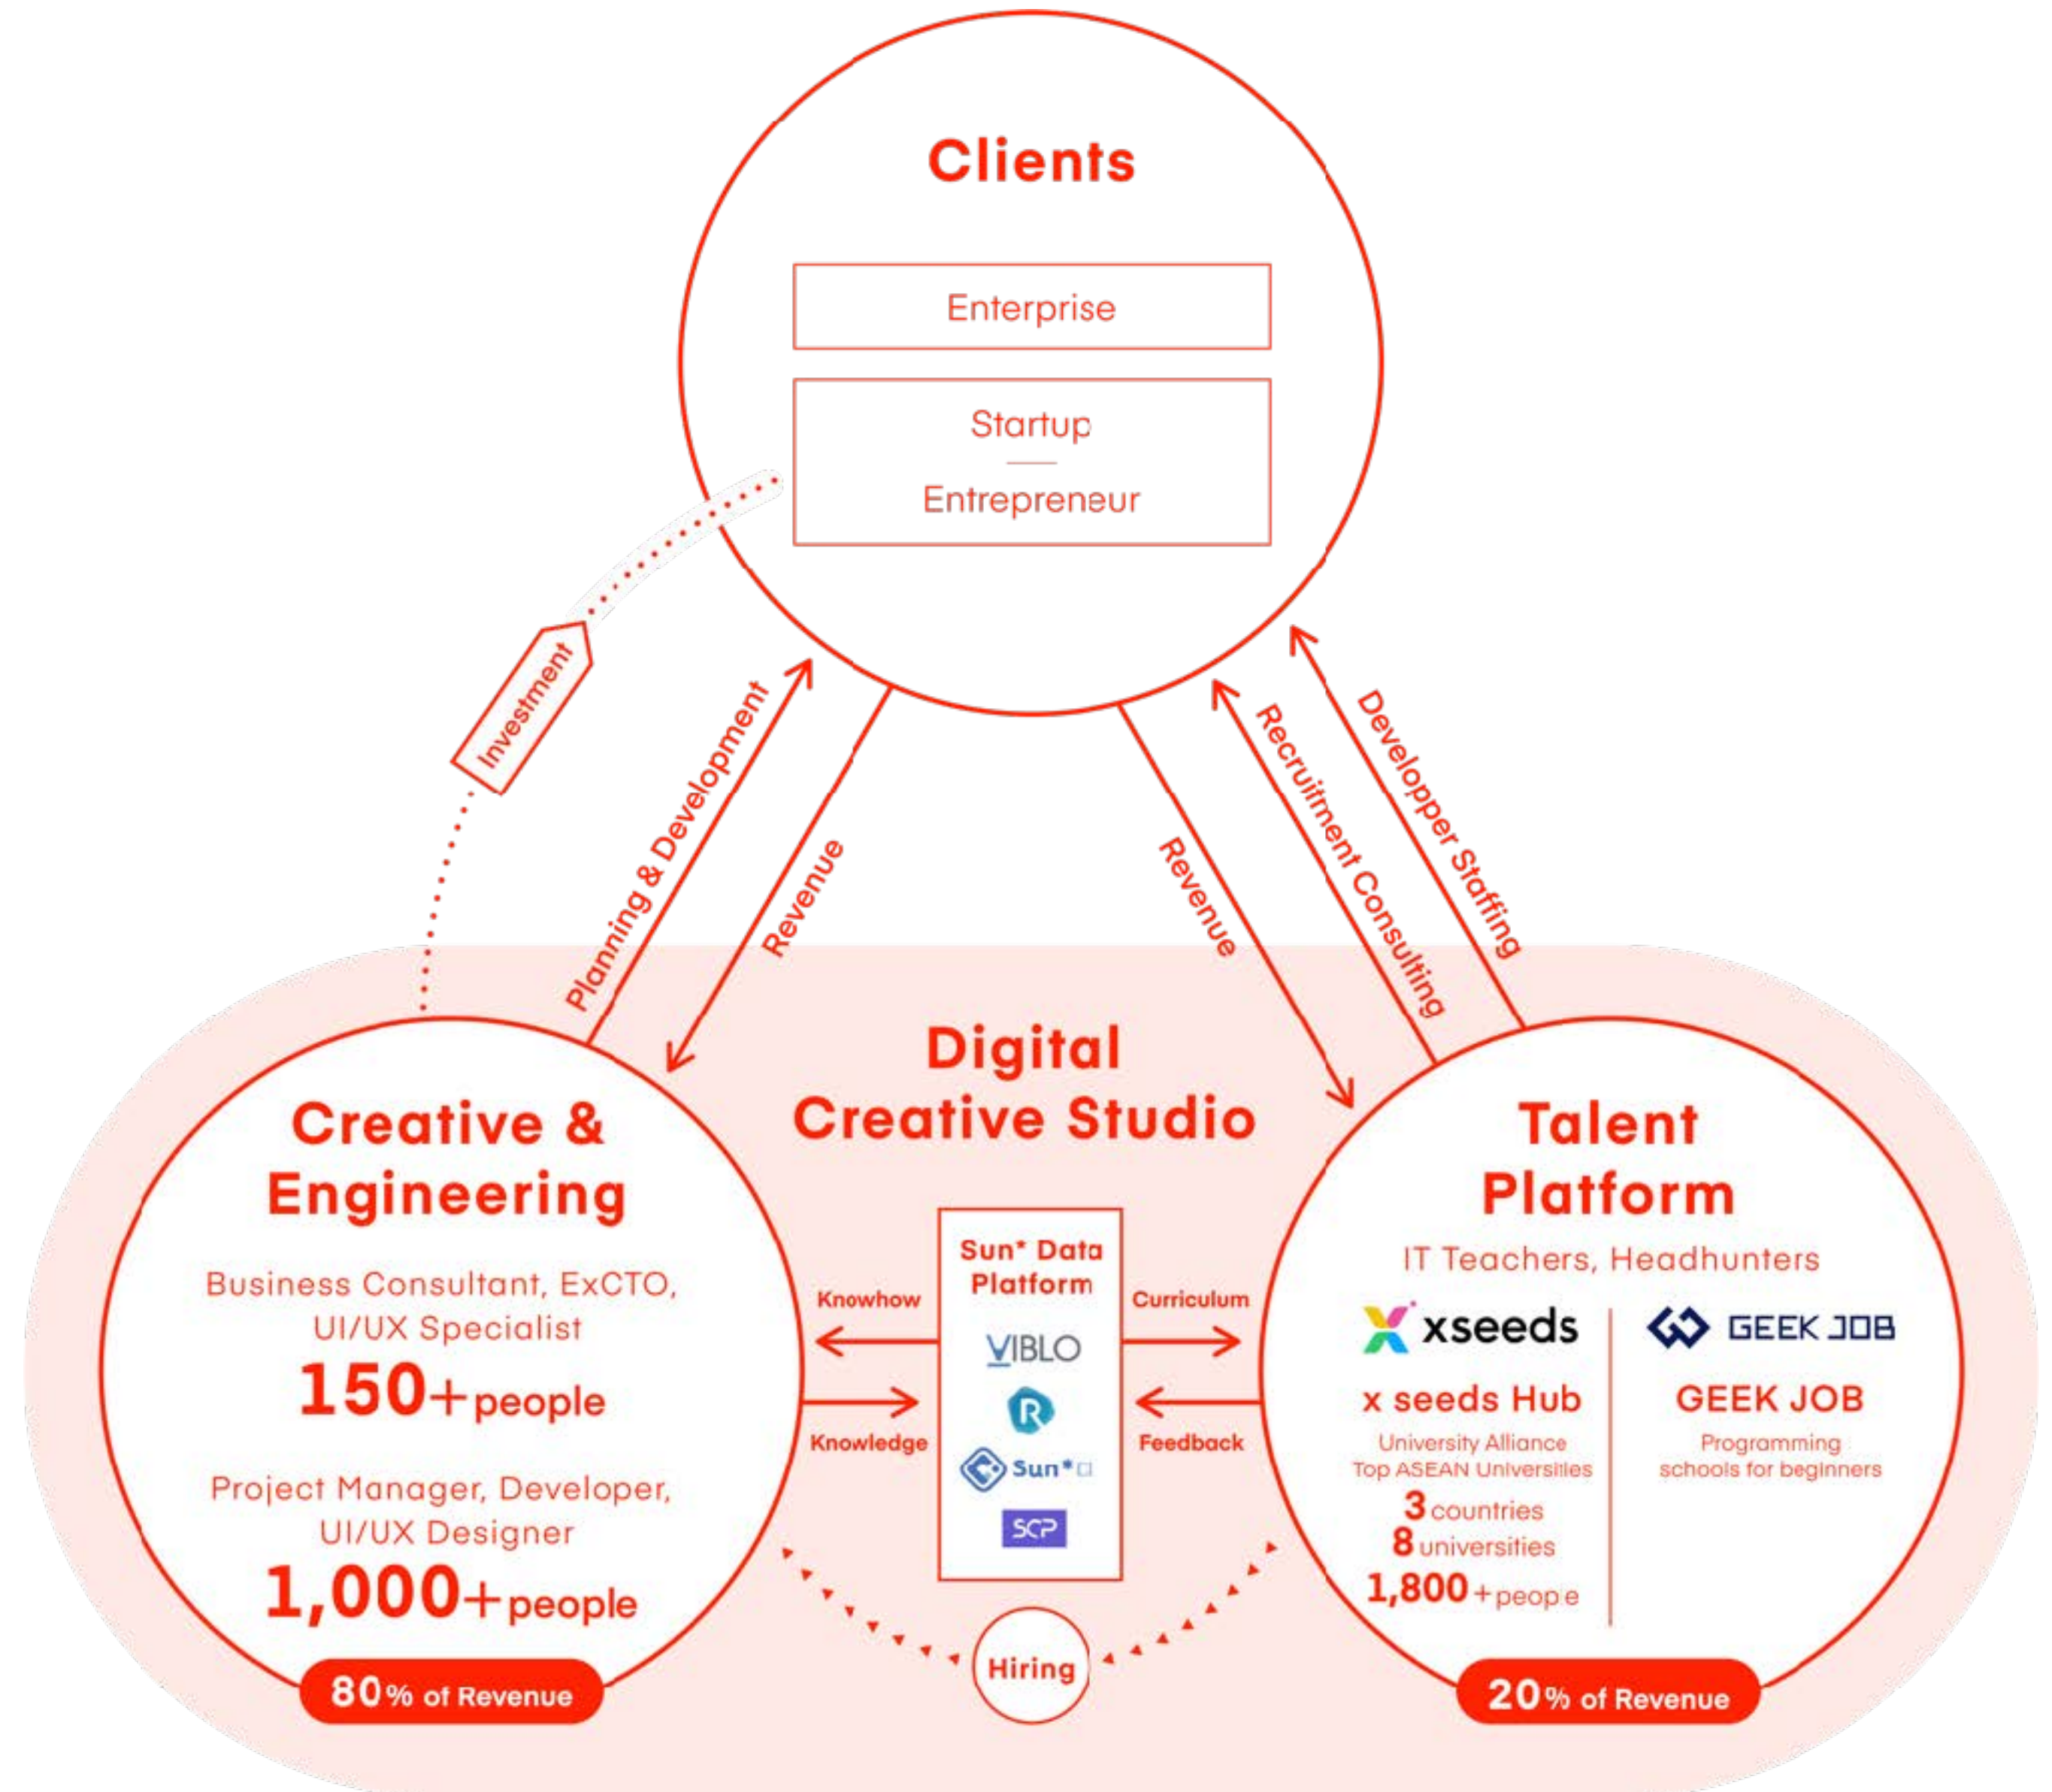 Clients
Enterprise
Startup
Entrepreneur
Investment
Planning & Development
Revenue
Revenue
Recruitment Consulting
Developper Staffing
Digital
Creative Studio
Creative &
Engineering
Business Consultant, ExCTO,
UI/UX Specialist
150+people
Project Manager, Developer,
UI/UX Designer
1,000+people
80% of Revenue
Knowhow
Knowledge
Sun* Data
Platform
VIBLO
R
Sun*
SCP
Curriculum
Feedback
Hiring
Talent
Platform
IT Teachers, Headhunters
xseeds
x seeds Hub
University Alliance
Top ASEAN Universities
3 countries
8 universities
1,800+people
GEEK JOB
GEEK JOB
Programming
schools for beginners
20% of Revenue